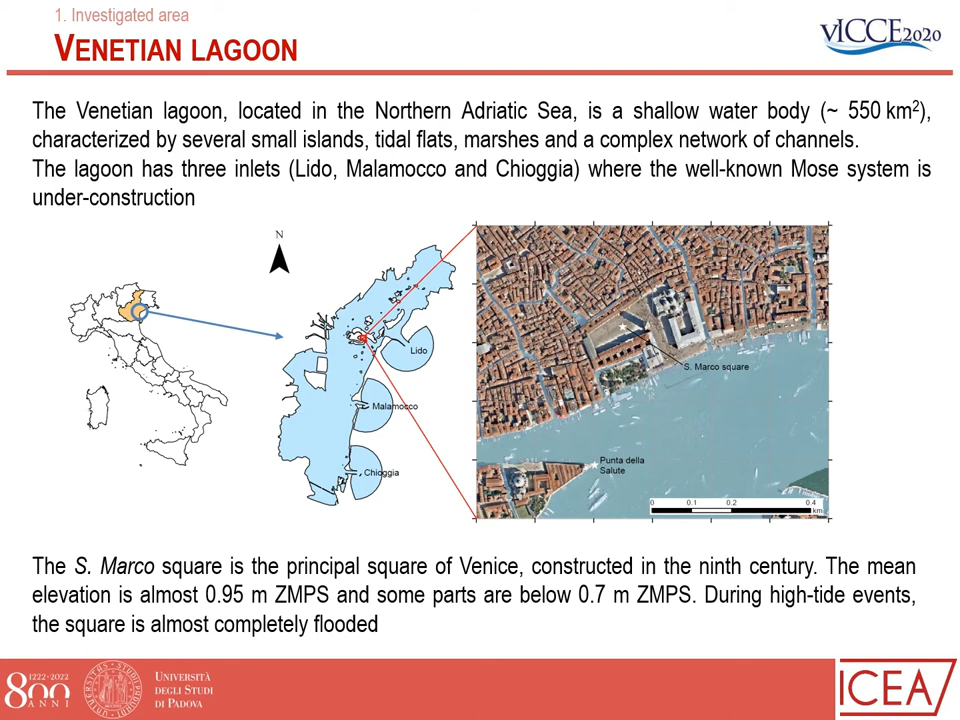 1. Investigated area
VENETIAN LAGOON
vICCE2020
The Venetian lagoon, located in the Northern Adriatic Sea, is a shallow water body (~ 550 km²),
characterized by several small islands, tidal flats, marshes and a complex network of channels.
The lagoon has three inlets (Lido, Malamocco and Chioggia) where the well-known Mose system is
under-construction
N
Lido
Malamocco
Chioggia
S. Marco square
Punta della
Salute
0 0.1 0.2 0.4
km
The S. Marco square is the principal square of Venice, constructed in the ninth century. The mean
elevation is almost 0.95 m ZMPS and some parts are below 0.7 m ZMPS. During high-tide events,
the square is almost completely flooded
1222-2022
800
ANNI
UNIVERSITÀ
DEGLI STUDI
DI PADOVA
ICEA